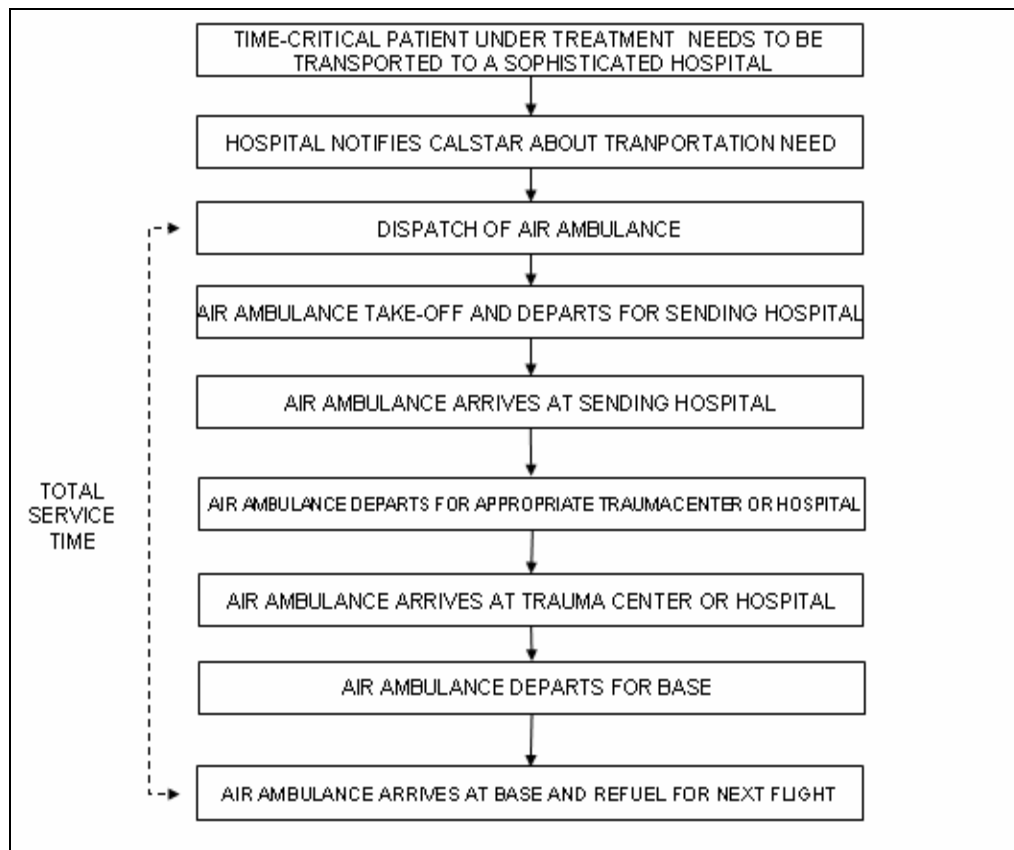 TIME-CRITICAL PATIENT UNDER TREATMENT NEEDS TO BE
TRANSPORTED TO A SOPHISTICATED HOSPITAL
HOSPITAL NOTIFIES CALSTAR ABOUT TRANPORTATION NEED
DISPATCH OF AIR AMBULANCE
AIR AMBULANCE TAKE-OFF AND DEPARTS FOR SENDING HOSPITAL
AIR AMBULANCE ARRIVES AT SENDING HOSPITAL
TOTAL
SERVICE
TIME
AIR AMBULANCE DEPARTS FOR APPROPRIATE TRAUMACENTER OR HOSPITAL
AIR AMBULANCE ARRIVES AT TRAUMA CENTER OR HOSPITAL
AIR AMBULANCE DEPARTS FOR BASE
AIR AMBULANCE ARRIVES AT BASE AND REFUEL FOR NEXT FLIGHT